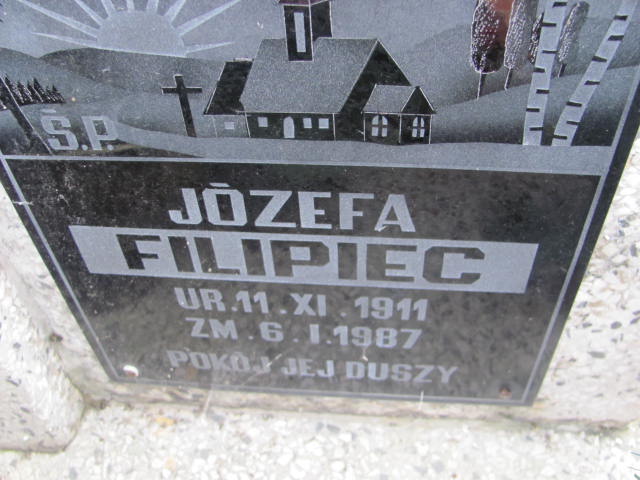 Ś.P.
JÓZEFA
FILIPIEC
UR.11.XI.1911
ZM.6.I.1987
POKÓJ JEJ DUSZY